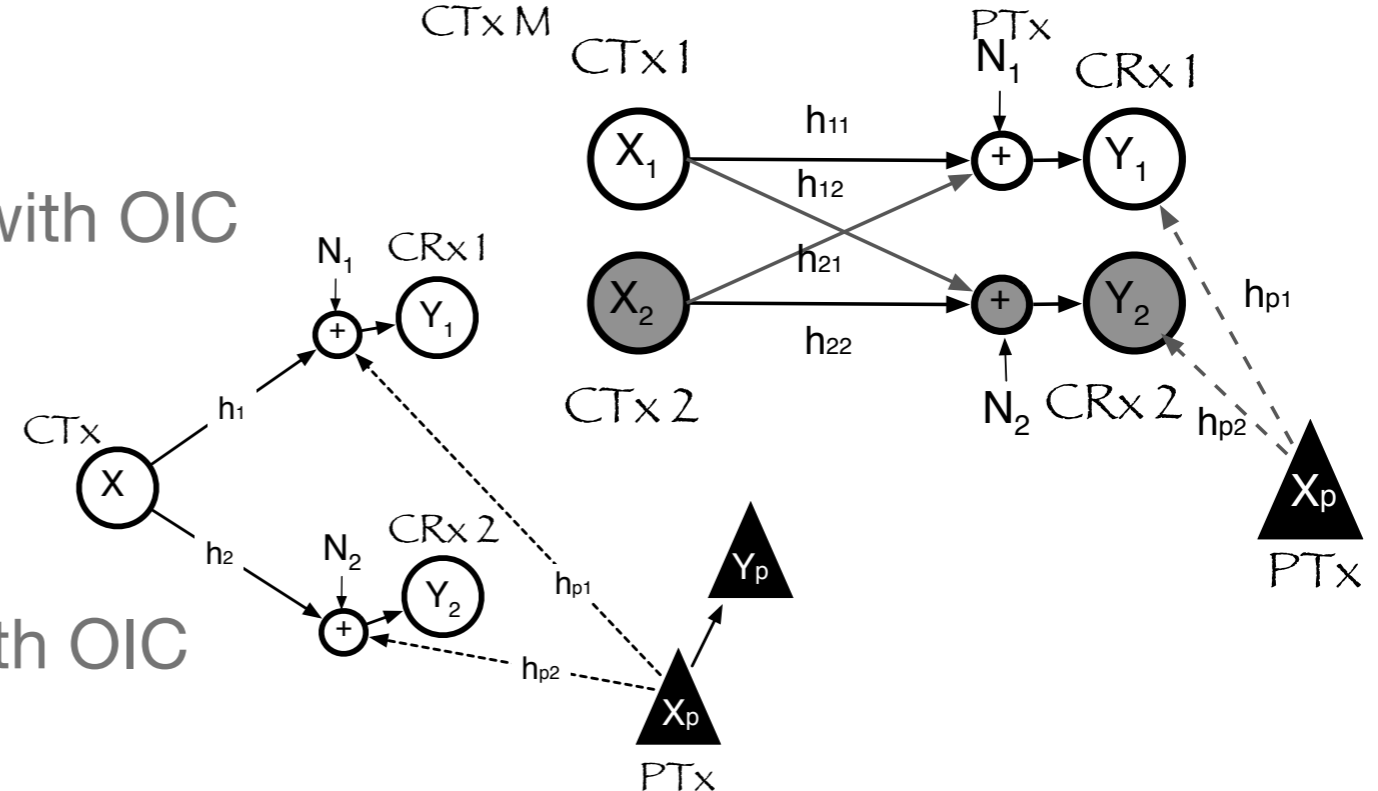 CTx M
PTx
CTx 1
N1
CRx 1
h11
X1
+
Y1
h12
with OIC
h21
X2
+
Y2
hp1
h22
CTx 2
N2
CRx 2
hp2
Xp
PTx
N1
CRx 1
+
Y1
h1
CTx
X
h2
N2
CRx 2
+
Y2
hp1
Yp
th OIC
hp2
Xp
PTx